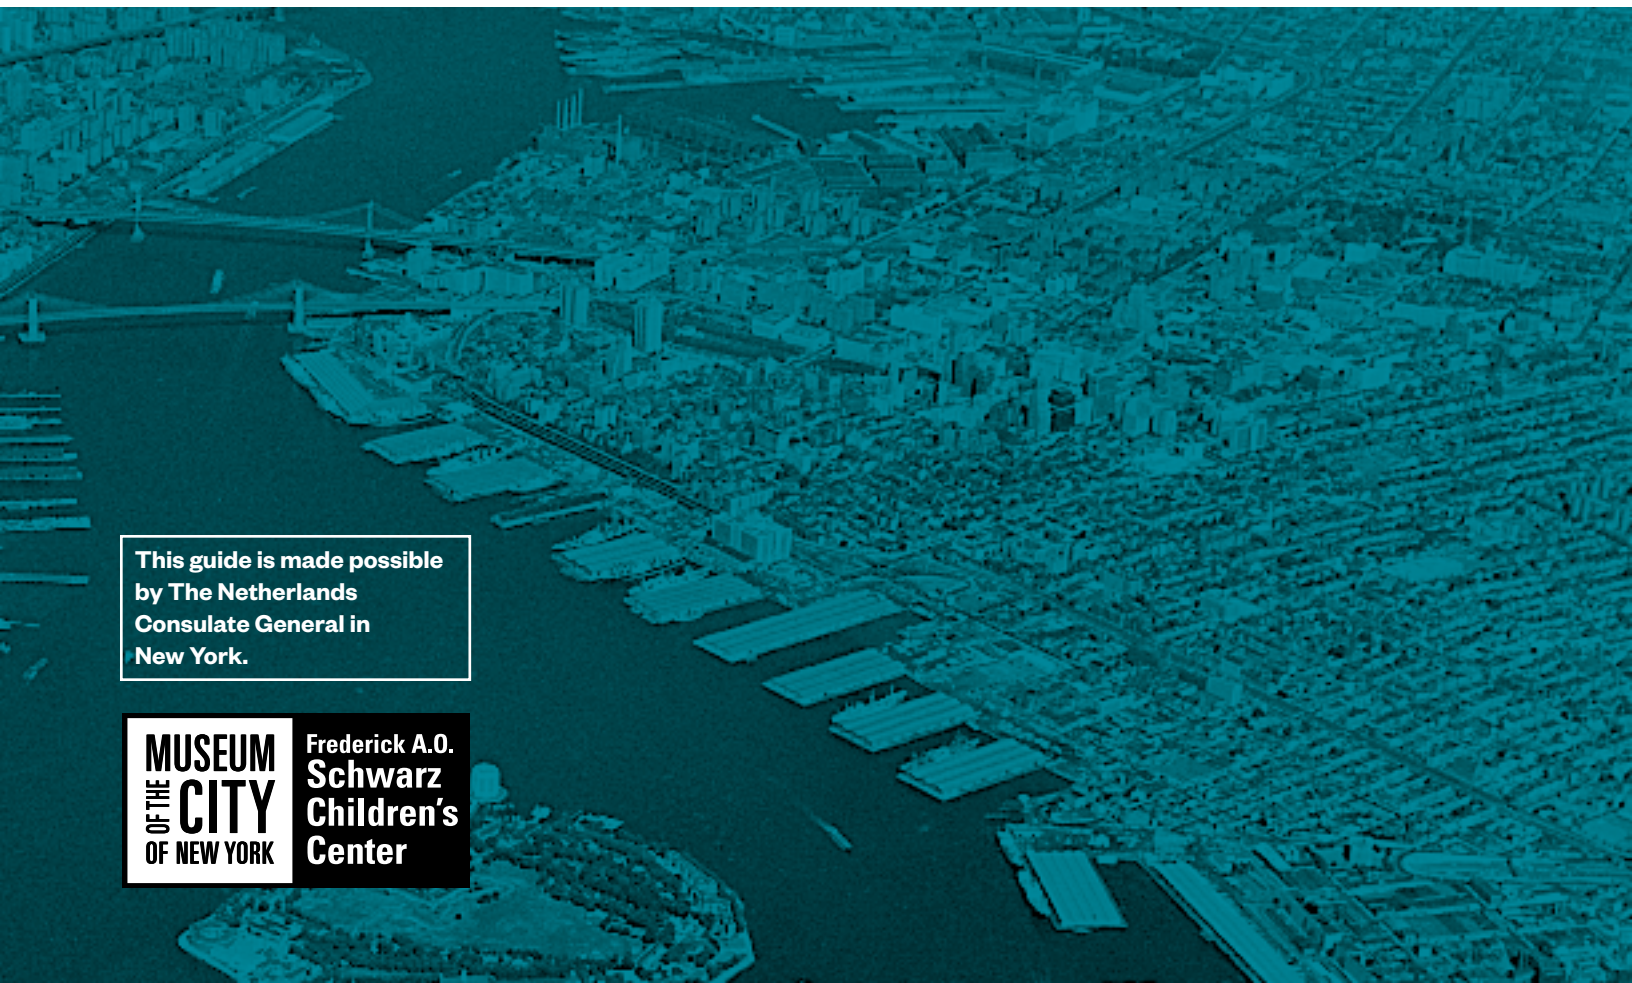 This guide is made possible
by The Netherlands
Consulate General in
New York.
MUSEUM
OF THE
CITY
OF NEW YORK
Frederick A.O.
Schwarz
Children's
Center